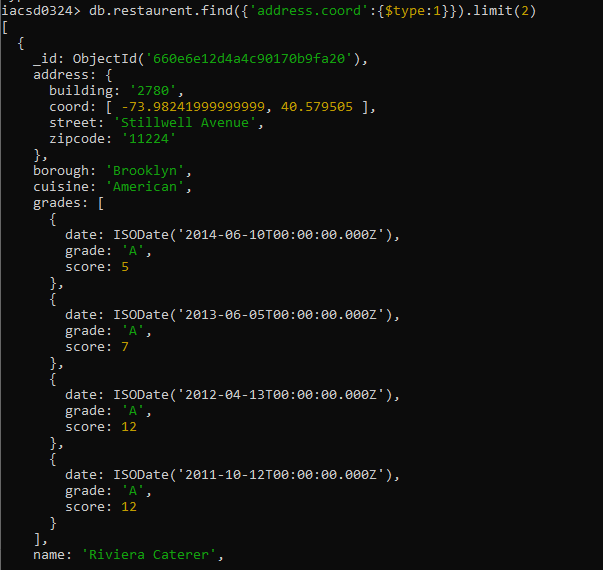 iacsd0324> db.restaurent.find({'address.coord':{$type:1}}).limit(2)
[
  {
    _id: ObjectId('660e6e12d4a4c90170b9fa20'),
    address: {
      building: '2780',
      coord: [ -73.98241999999999, 40.579505 ],
      street: 'Stillwell Avenue',
      zipcode: '11224'
    },
    borough: 'Brooklyn',
    cuisine: 'American',
    grades: [
      {
        date: ISODate('2014-06-10T00:00:00.000Z'),
        grade: 'A',
        score: 5
      },
      {
        date: ISODate('2013-06-05T00:00:00.000Z'),
        grade: 'A',
        score: 7
      },
      {
        date: ISODate('2012-04-13T00:00:00.000Z'),
        grade: 'A',
        score: 12
      },
      {
        date: ISODate('2011-10-12T00:00:00.000Z'),
        grade: 'A',
        score: 12
      }
    ],
    name: 'Riviera Caterer',